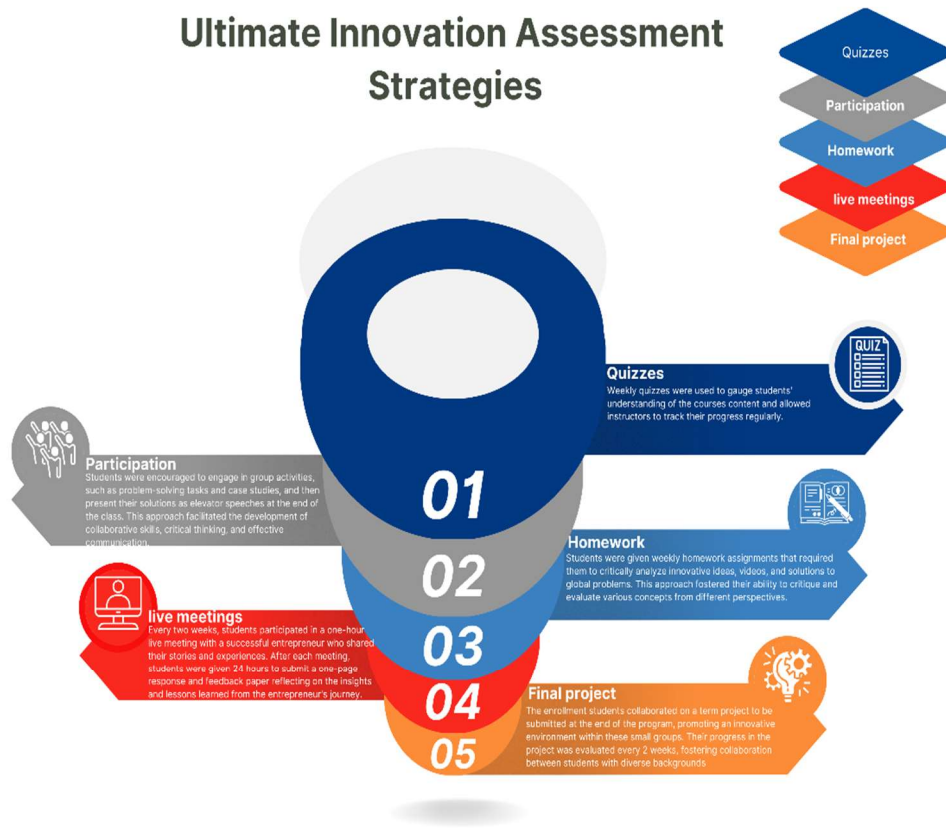 Ultimate Innovation Assessment
Strategies
Quizzes
Participation
Homework
live meetings
Final project
01
02
03
04
05
QUIZ
Quizzes
Weekly quizzes were used to gauge students'
understanding of the courses content and allowed
instructors to track their progress regularly.
Participation
Students were encouraged to engage in group activities,
such as problem-solving tasks and case studies, and then
present their solutions as elevator speeches at the end of
the class. This approach facilitated the development of
collaborative skills, critical thinking, and effective
communication.
Homework
Students were given weekly homework assignments that required
them to critically analyze innovative ideas, videos, and solutions to
global problems. This approach fostered their ability to critique and
evaluate various concepts from different perspectives.
live meetings
Every two weeks, students participated in a one-hour
live meeting with a successful entrepreneur who shared
their stories and experiences. After each meeting,
students were given 24 hours to submit a one-page
response and feedback paper reflecting on the insights
and lessons learned from the entrepreneur's journey.
Final project
The enrollment students collaborated on a term project to be
submitted at the end of the program, promoting an innovative
environment within these small groups. Their progress in the
project was evaluated every 2 weeks, fostering collaboration
between students with diverse backgrounds